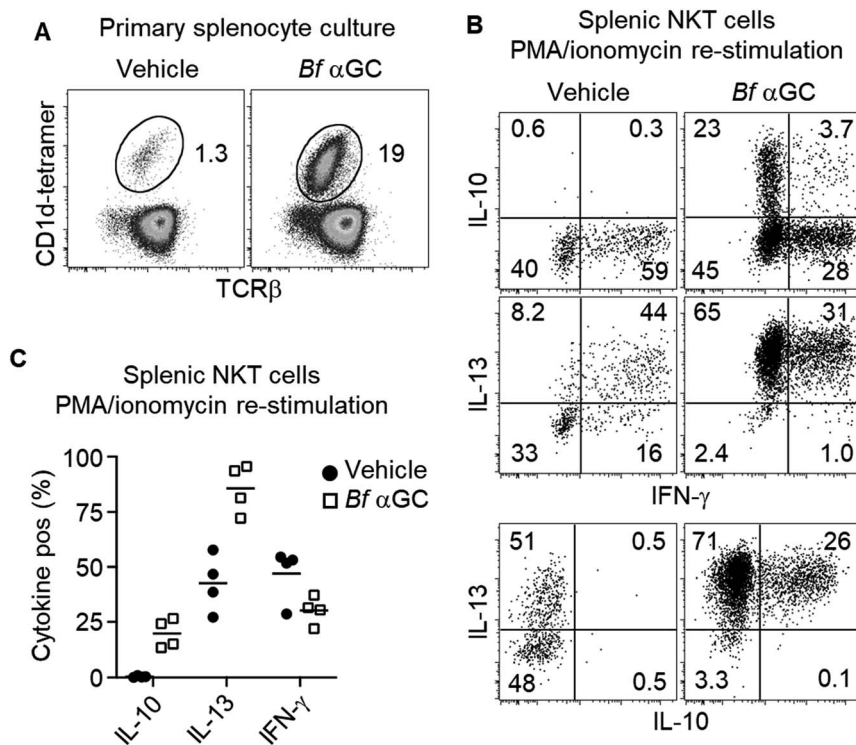 A
Primary splenocyte culture
Vehicle
Bf αGC
CD1d-tetramer
1.3
19
TCRβ
B
Splenic NKT cells
PMA/ionomycin re-stimulation
Vehicle
Bf αGC
IL-10
0.6
0.3
23
3.7
40
59
45
28
IL-13
8.2
44
65
31
33
16
2.4
1.0
IFN-γ
IL-13
51
0.5
71
26
48
0.5
3.3
0.1
IL-10
C
Splenic NKT cells
PMA/ionomycin re-stimulation
Cytokine pos (%)
100
75
50
25
0
Vehicle
Bf αGC
IL-10
IL-13
IFN-γ